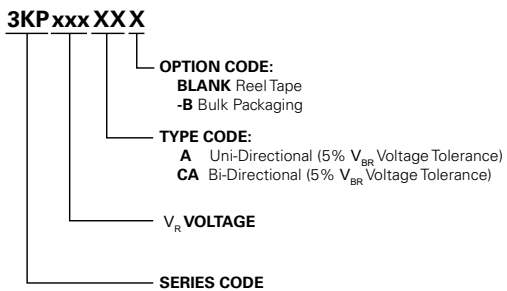 3KPxxxXXX
OPTION CODE:
BLANK Reel Tape
-B Bulk Packaging
TYPE CODE:
A Uni-Directional (5% VBR Voltage Tolerance)
CA Bi-Directional (5% VBR Voltage Tolerance)
VR VOLTAGE
SERIES CODE